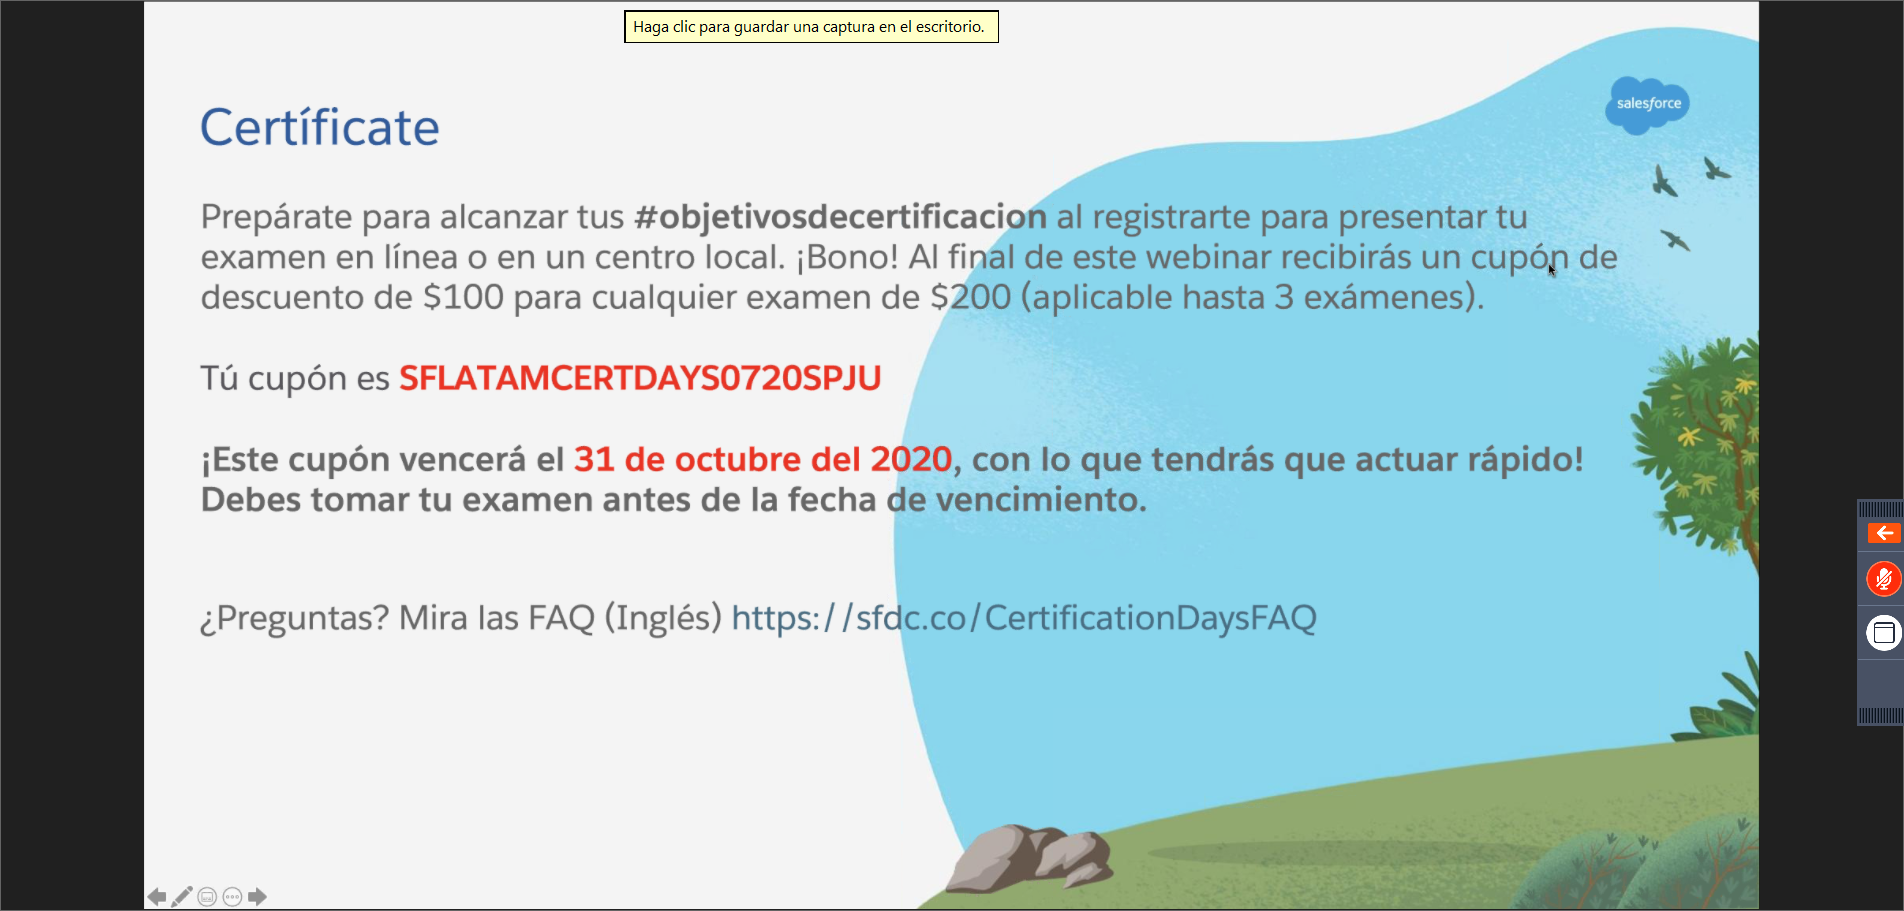 Haga clic para guardar una captura en el escritorio.
salesforce
Certíficate
Prepárate para alcanzar tus #objetivosdecertificacion al registrarte para presentar tu
examen en línea o en un centro local. ¡Bono! Al final de este webinar recibirás un cupón de
descuento de $100 para cualquier examen de $200 (aplicable hasta 3 exámenes).
Tú cupón es SFLATAMCERTDAYS0720SPJU
¡Este cupón vencerá el 31 de octubre del 2020, con lo que tendrás que actuar rápido!
Debes tomar tu examen antes de la fecha de vencimiento.
¿Preguntas? Mira las FAQ (Inglés) https://sfdc.co/CertificationDaysFAQ